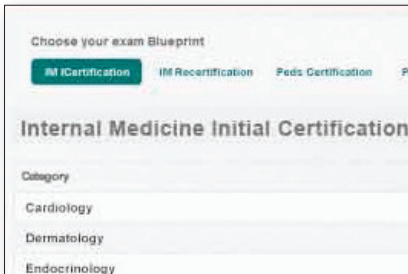 Choose your exam Blueprint
IM ICertification IM Recertification Peds Certification P
Internal Medicine Initial Certification
Category
Cardiology
Dermatology
Endocrinology